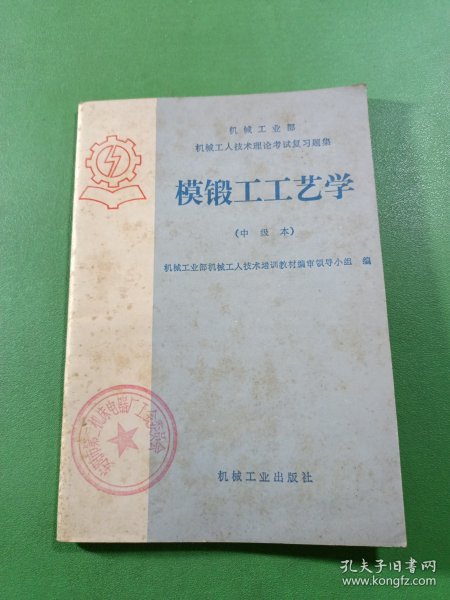 机械工业部
机械工人技术理论考试复习题集
模锻工工艺学
（中级本）
机械工业部机械工人技术培训教材编审领导小组 编
机械工业出版社
孔夫子旧书网
www.kongfz.com